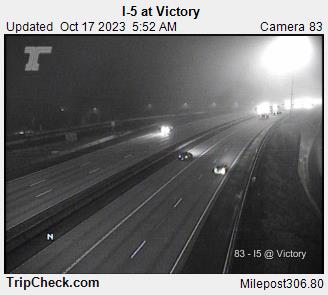 I-5 at Victory
Updated Oct 17 2023 5:52 AM Camera 83
T
N
83 - I5 @ Victory
TripCheck.com Milepost306.80